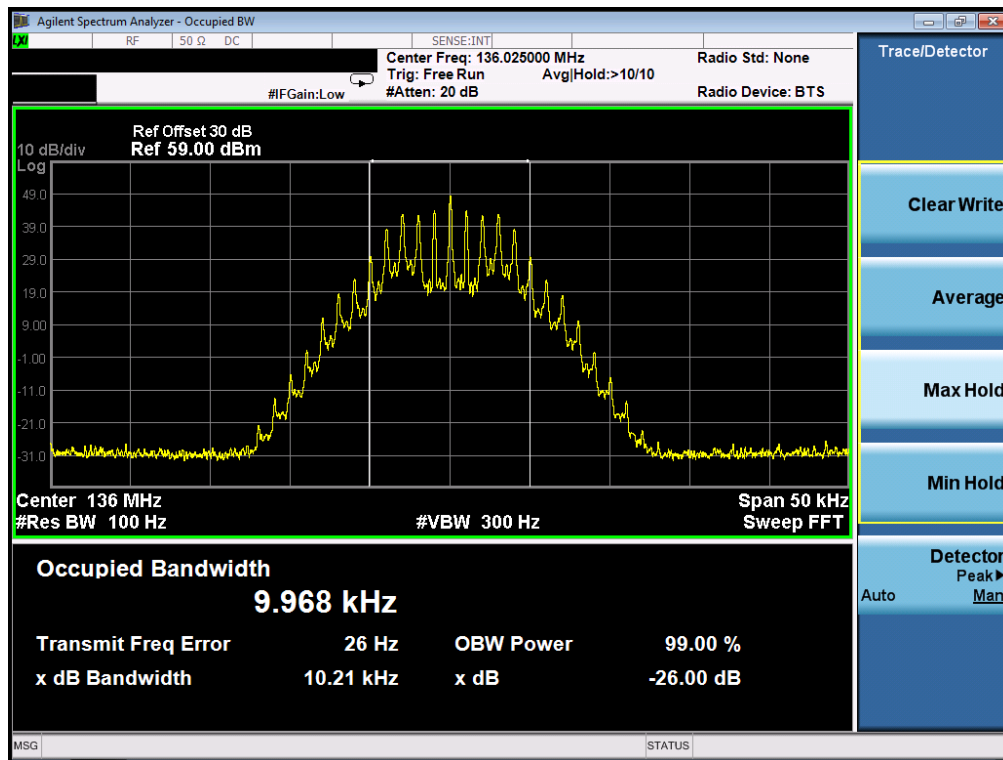 Agilent Spectrum Analyzer - Occupied BW
LXI RF 50 Ω DC SENSE:INT
Center Freq: 136.025000 MHz Radio Std: None
Trig: Free Run Avg|Hold:>10/10
#IFGain:Low #Atten: 20 dB Radio Device: BTS
Trace/Detector
Ref Offset 30 dB
10 dB/div Ref 59.00 dBm
Log
49.0
39.0
29.0
19.0
9.00
-1.00
-11.0
-21.0
-31.0
Center 136 MHz Span 50 kHz
#Res BW 100 Hz #VBW 300 Hz Sweep FFT
Clear Write
Average
Max Hold
Min Hold
Detector
Peak▶
Auto Man
Occupied Bandwidth
9.968 kHz
Transmit Freq Error 26 Hz OBW Power 99.00 %
x dB Bandwidth 10.21 kHz x dB -26.00 dB
MSG STATUS